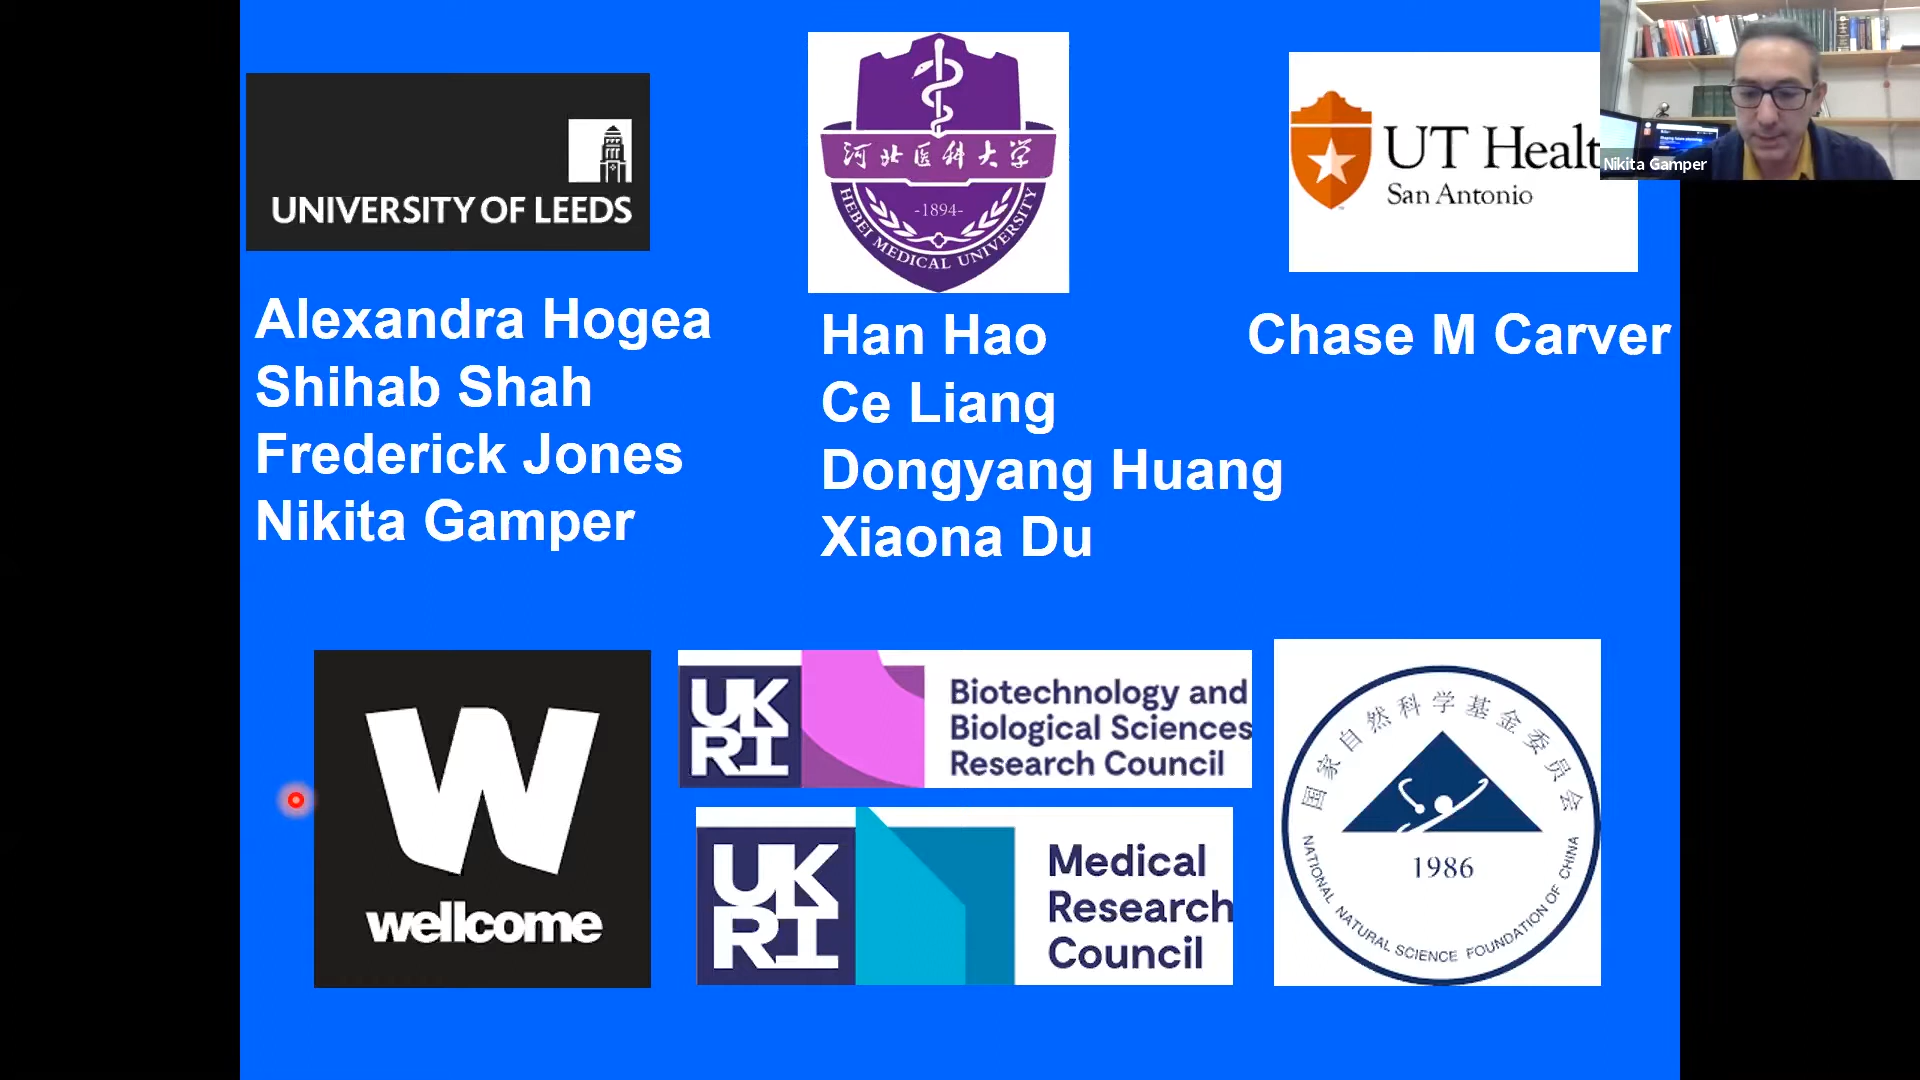 UNIVERSITY OF LEEDS
河北医科大学
-1894-
HEBEI MEDICAL UNIVERSITY
UT Healt
San Antonio
Nikita Gamper
Alexandra Hogea
Shihab Shah
Frederick Jones
Nikita Gamper
Han Hao
Ce Liang
Dongyang Huang
Xiaona Du
Chase M Carver
W
wellcome
UK
RI
Biotechnology and
Biological Sciences
Research Council
UK
RI
Medical
Research
Council
国家自然科学基金委员会
1986
NATIONAL NATURAL SCIENCE FOUNDATION OF CHINA